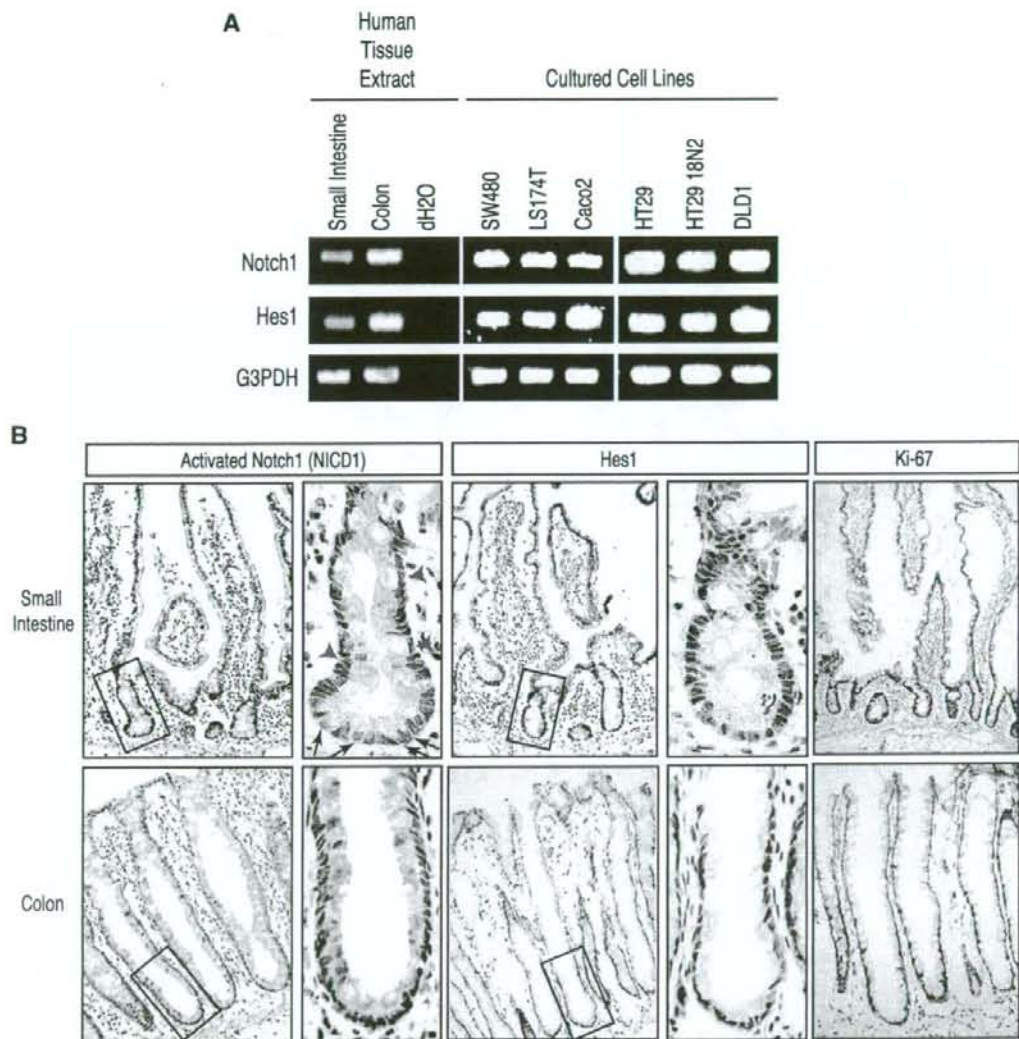 A
Human
Tissue
Extract
Cultured Cell Lines
Small Intestine
Colon
dH2O
SW480
LS174T
Caco2
HT29
HT29 18N2
DLD1
Notch1
Hes1
G3PDH
B
Activated Notch1 (NICD1)
Hes1
Ki-67
Small
Intestine
Colon